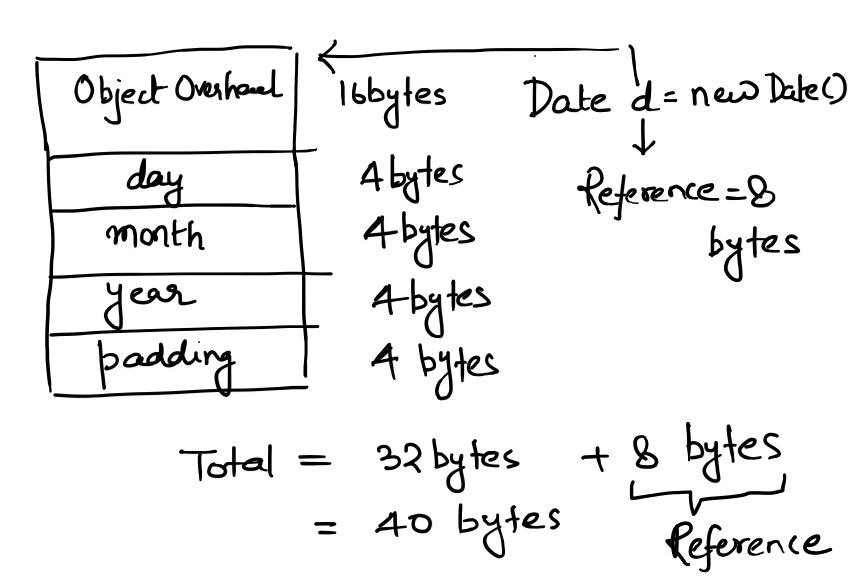 Object Overhead 16bytes Date d = new Date()
day 4bytes Reference = 8
month 4bytes bytes
year 4bytes
padding 4 bytes
Total = 32 bytes + 8 bytes
= 40 bytes Reference